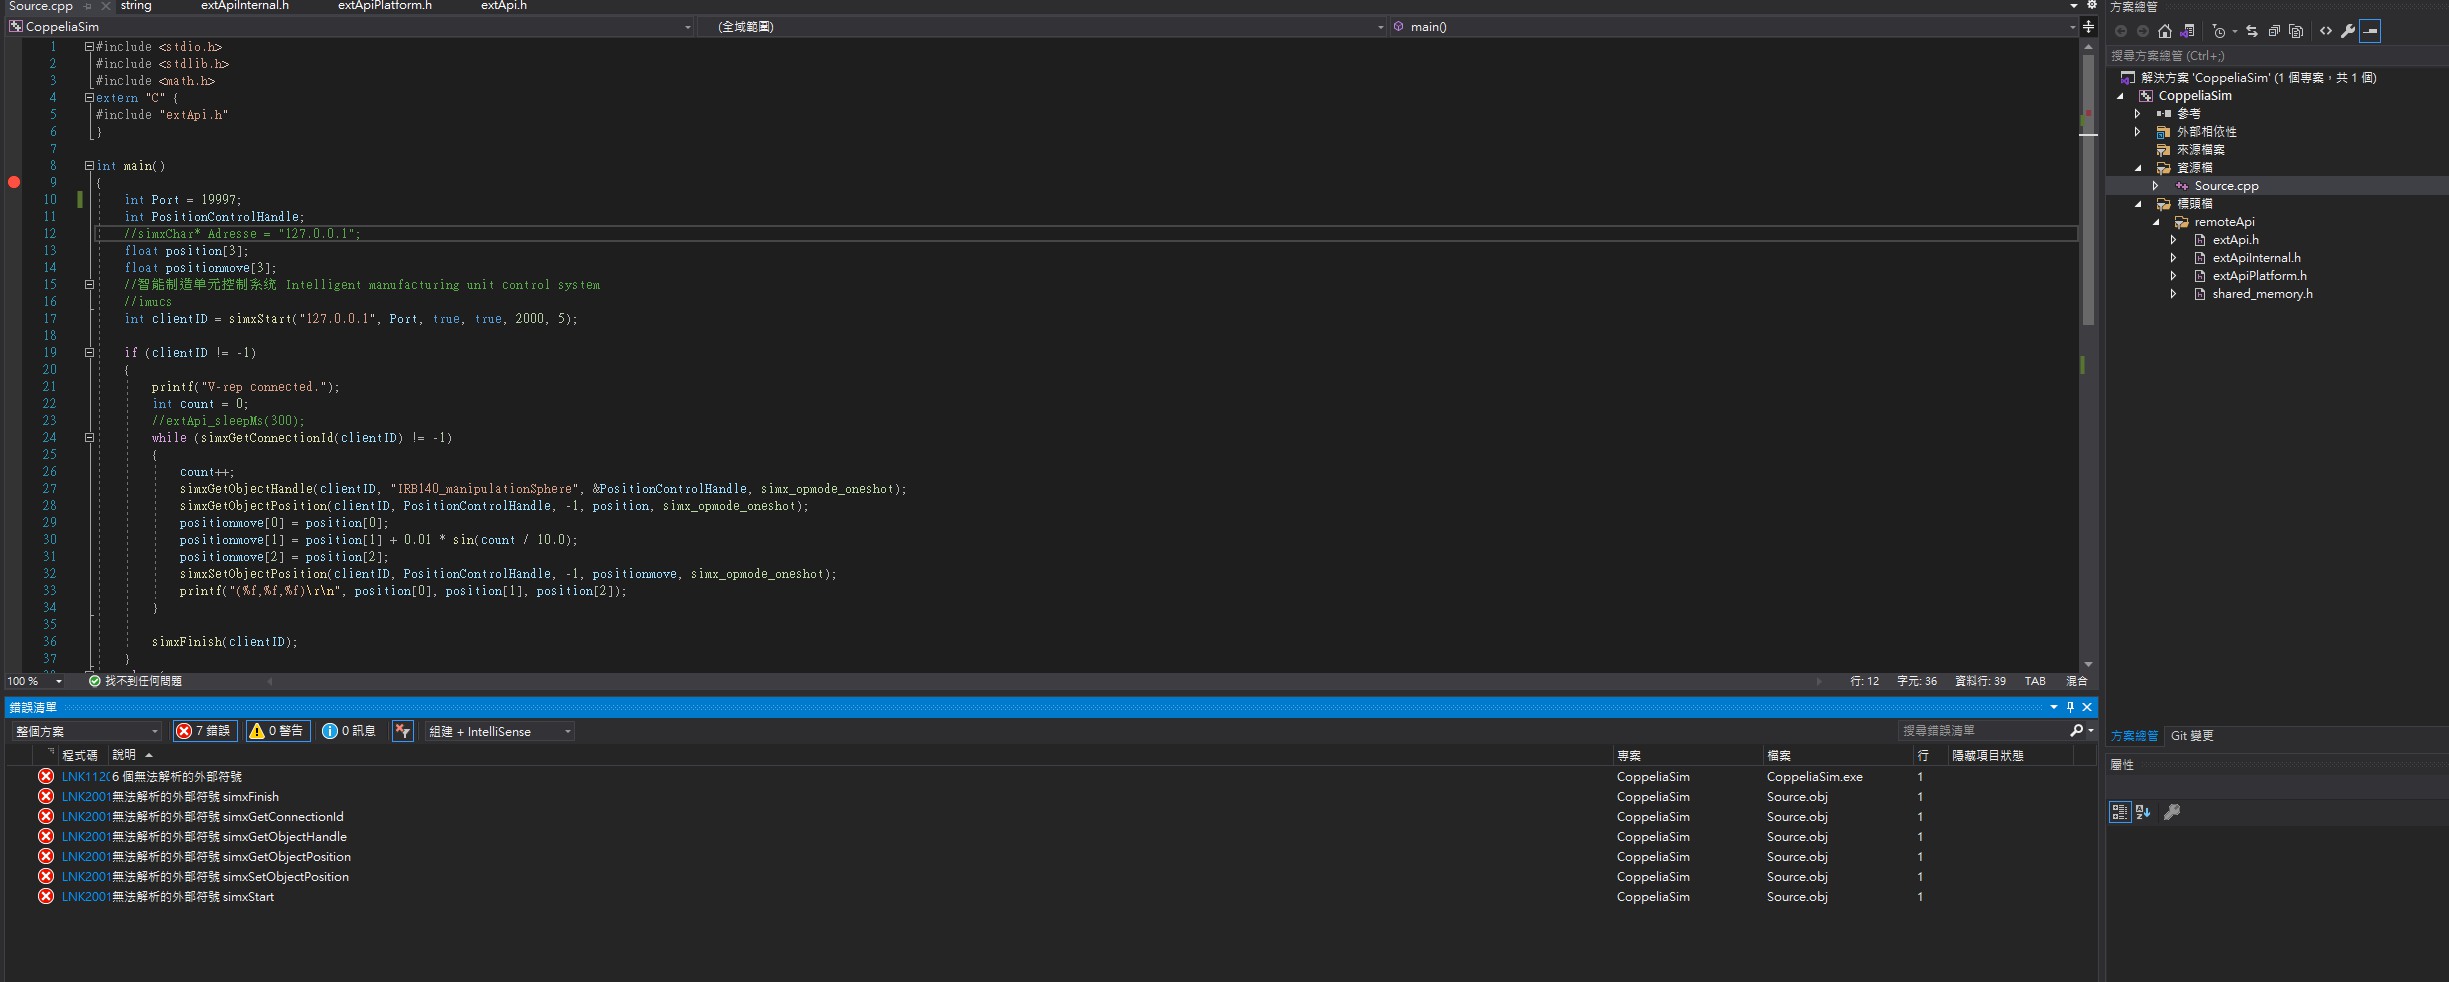 Source.cpp
string
extApiInternal.h
extApiPlatform.h
extApi.h
CoppeliaSim
(全域範圍)
main()
1 #include <stdio.h>
2 #include <stdlib.h>
3 #include <math.h>
4 extern "C" {
5 #include "extApi.h"
6 }
7
8 int main()
9 {
10 int Port = 19997;
11 int PositionControlHandle;
12 //simxChar* Adresse = "127.0.0.1";
13 float position[3];
14 float positionmove[3];
15 //智能制造单元控制系统 Intelligent manufacturing unit control system
16 //imucs
17 int clientID = simxStart("127.0.0.1", Port, true, true, 2000, 5);
18
19 if (clientID != -1)
20 {
21 printf("V-rep connected.");
22 int count = 0;
23 //extApi_sleepMs(300);
24 while (simxGetConnectionId(clientID) != -1)
25 {
26 count++;
27 simxGetObjectHandle(clientID, "IRB140_manipulationSphere", &PositionControlHandle, simx_opmode_oneshot);
28 simxGetObjectPosition(clientID, PositionControlHandle, -1, position, simx_opmode_oneshot);
29 positionmove[0] = position[0];
30 positionmove[1] = position[1] + 0.01 * sin(count / 10.0);
31 positionmove[2] = position[2];
32 simxSetObjectPosition(clientID, PositionControlHandle, -1, positionmove, simx_opmode_oneshot);
33 printf("(%f,%f,%f)\r\n", position[0], position[1], position[2]);
34 }
35
36 simxFinish(clientID);
37 }
100 %
找不到任何問題
行: 12 字元: 36 資料行: 39 TAB 混合
錯誤清單
整個方案
7 錯誤
0 警告
0 訊息
組建 + IntelliSense
搜尋錯誤清單
程式碼 說明 專案 檔案 行 隱藏項目狀態
LNK1120 6 個無法解析的外部符號 CoppeliaSim CoppeliaSim.exe 1
LNK2001 無法解析的外部符號 simxFinish CoppeliaSim Source.obj 1
LNK2001 無法解析的外部符號 simxGetConnectionId CoppeliaSim Source.obj 1
LNK2001 無法解析的外部符號 simxGetObjectHandle CoppeliaSim Source.obj 1
LNK2001 無法解析的外部符號 simxGetObjectPosition CoppeliaSim Source.obj 1
LNK2001 無法解析的外部符號 simxSetObjectPosition CoppeliaSim Source.obj 1
LNK2001 無法解析的外部符號 simxStart CoppeliaSim Source.obj 1
方案總管
搜尋方案總管 (Ctrl+;)
解決方案 'CoppeliaSim' (1 個專案，共 1 個)
CoppeliaSim
參考
外部相依性
來源檔案
資源檔
Source.cpp
標頭檔
remoteApi
extApi.h
extApiInternal.h
extApiPlatform.h
shared_memory.h
方案總管
Git 變更
屬性